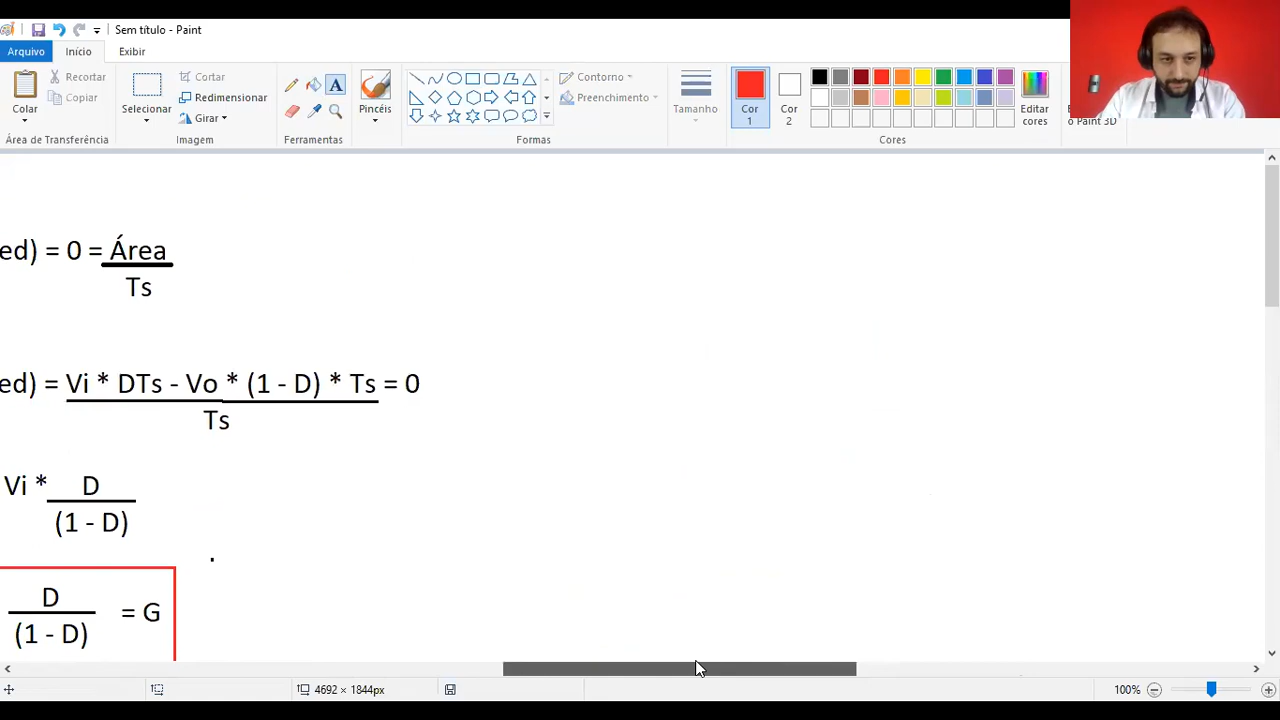 Sem título - Paint
Arquivo
Início
Exibir
Colar
Recortar
Copiar
Área de Transferência
Selecionar
Cortar
Redimensionar
Girar
Imagem
A
Ferramentas
Pincéis
Contorno
Preenchimento
Formas
Tamanho
Cor 1
Cor 2
Editar cores
o Paint 3D
Cores
ed) = 0 = Área
Ts
ed) = Vi * DTs - Vo * (1 - D) * Ts = 0
Ts
Vi * D
(1 - D)
.
D
= G
(1 - D)
4692 × 1844px
100%